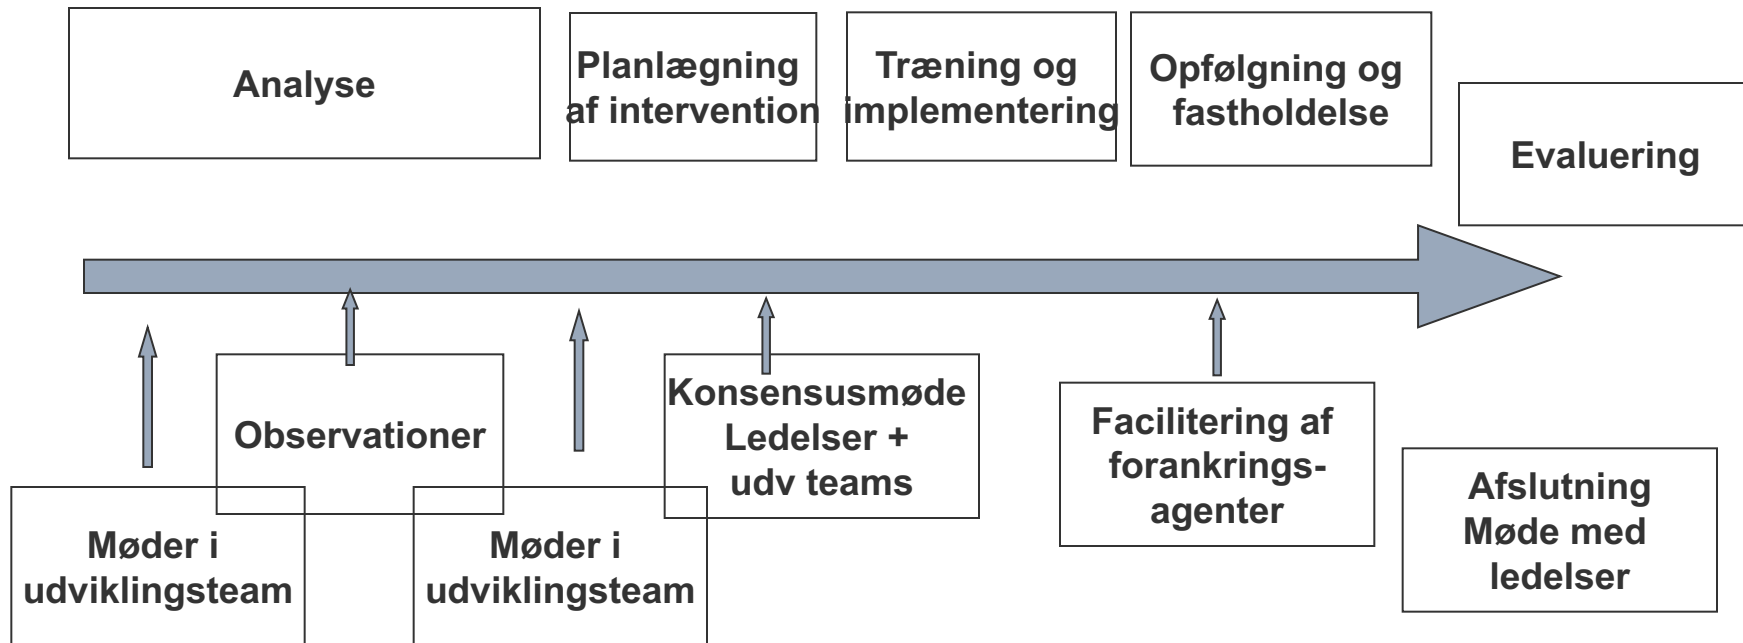 Analyse
Planlægning
af intervention
Træning og
implementering
Opfølgning og
fastholdelse
Evaluering
Møder i
udviklingsteam
Observationer
Møder i
udviklingsteam
Konsensusmøde
Ledelser +
udv teams
Facilitering af
forankrings-
agenter
Afslutning
Møde med
ledelser